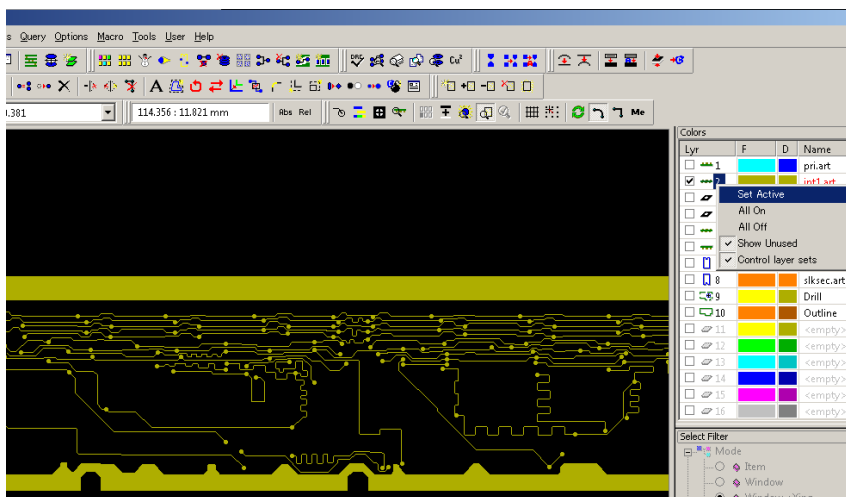 s Query Options Macro Tools User Help
DRC
Cu
A
.381 114.356 : 11.821 mm Abs Rel Me
Colors
Lyr F D Name
1 pri.art
2 int1.art
Set Active
All On
All Off
Show Unused
Control layer sets
8 slksec.art
9 Drill
10 Outline
11 <empty>
12 <empty>
13 <empty>
14 <empty>
15 <empty>
16 <empty>
Select Filter
Mode
Item
Window